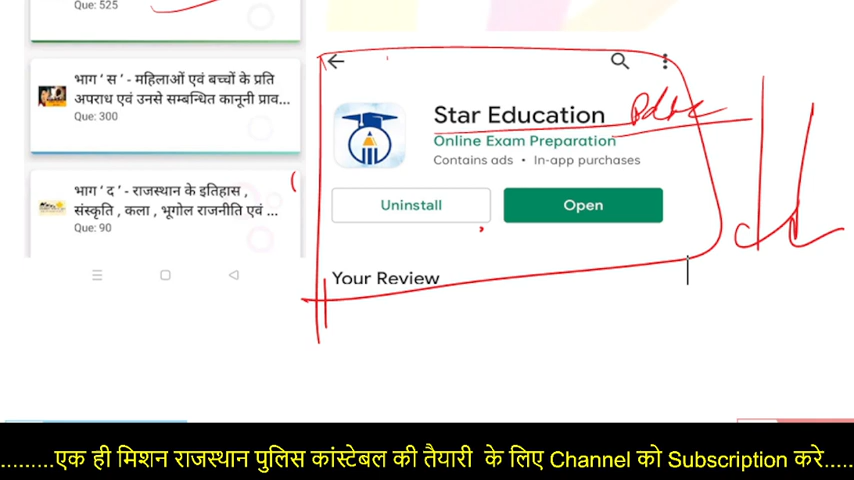 Que: 525
भाग ‘ स ’ - महिलाओं एवं बच्चों के प्रति
अपराध एवं उनसे सम्बन्धित कानूनी प्राव...
Que: 300
भाग ‘ द ’ - राजस्थान के इतिहास ,
संस्कृति , कला , भूगोल राजनीति एवं ...
Que: 90
Star Education
Online Exam Preparation
Contains ads • In-app purchases
Uninstall
Open
Your Review
.........एक ही मिशन राजस्थान पुलिस कांस्टेबल की तैयारी के लिए Channel को Subscription करे.....